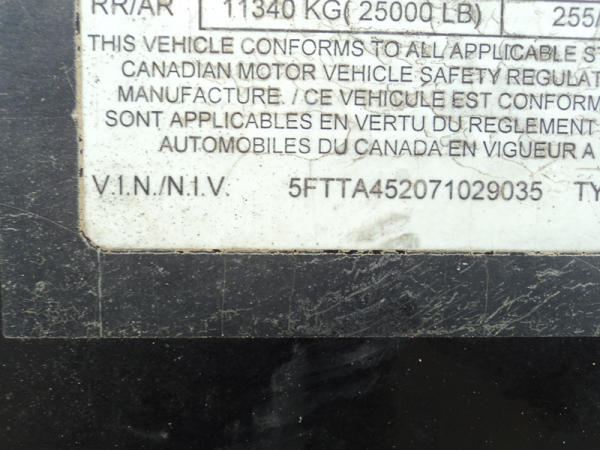 RR/AR 11340 KG( 25000 LB) 255/
THIS VEHICLE CONFORMS TO ALL APPLICABLE
CANADIAN MOTOR VEHICLE SAFETY
MANUFACTURE. / CE VEHICULE EST
SONT APPLICABLES EN VERTU DU REGLEMENT
AUTOMOBILES DU CANADA EN VIGUEUR A
V.I.N./N.I.V. 5FTTA452071029035